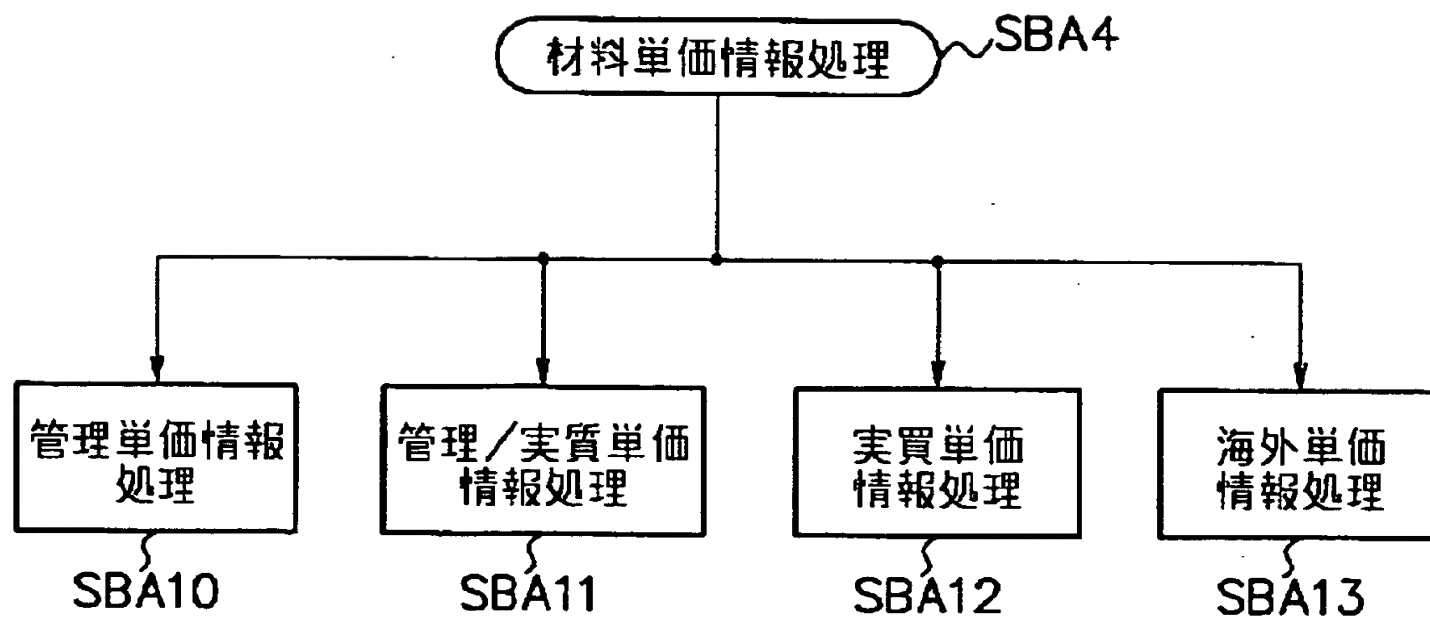 材料単価情報処理
SBA4
管理単価情報
処理
SBA10
管理/実質単価
情報処理
SBA11
実買単価
情報処理
SBA12
海外単価
情報処理
SBA13